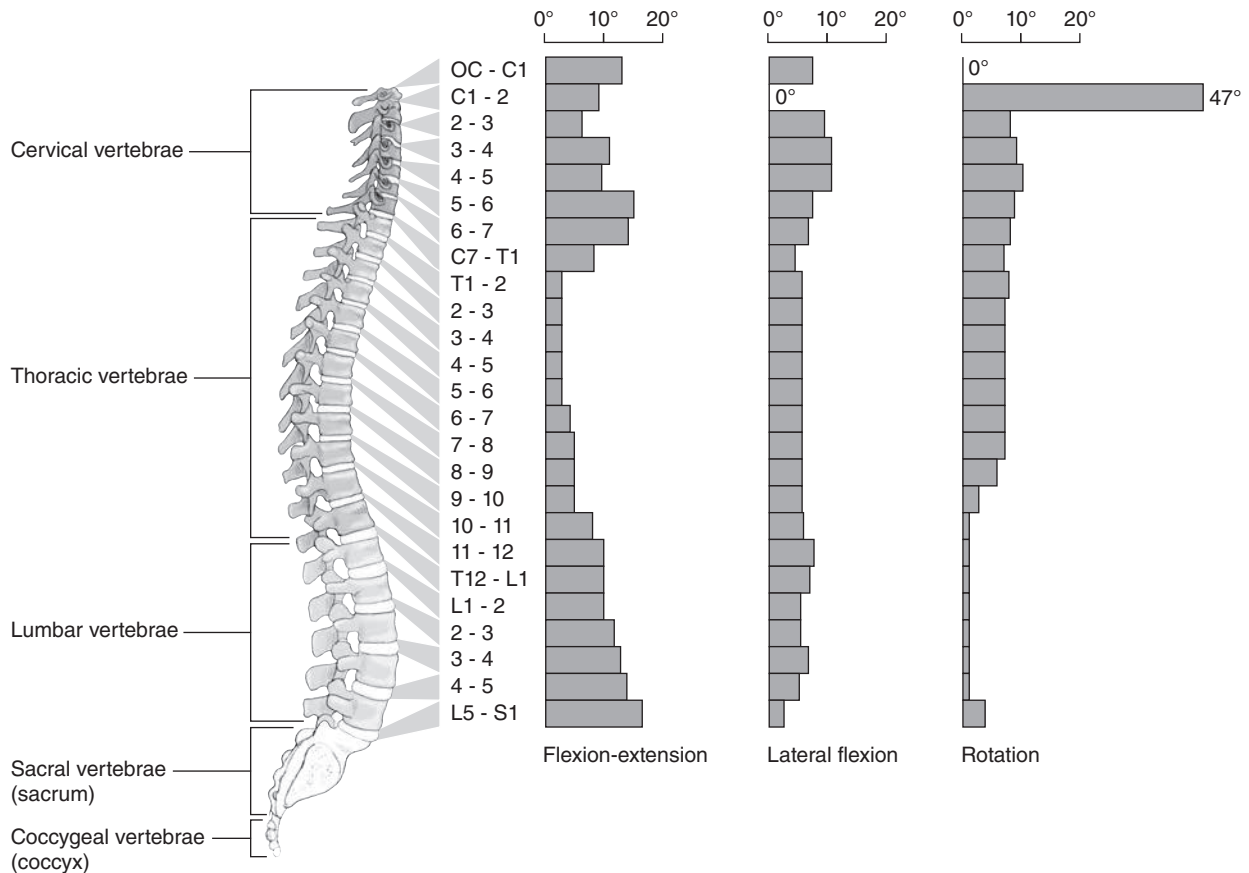 0° 10° 20° 0° 10° 20° 0° 10° 20°
OC - C1 0°
C1 - 2 0° 47°
2 - 3
Cervical vertebrae 3 - 4
4 - 5
5 - 6
6 - 7
C7 - T1
T1 - 2
2 - 3
3 - 4
Thoracic vertebrae 4 - 5
5 - 6
6 - 7
7 - 8
8 - 9
9 - 10
10 - 11
11 - 12
T12 - L1
L1 - 2
Lumbar vertebrae 2 - 3
3 - 4
4 - 5
L5 - S1
Flexion-extension Lateral flexion Rotation
Sacral vertebrae
(sacrum)
Coccygeal vertebrae
(coccyx)